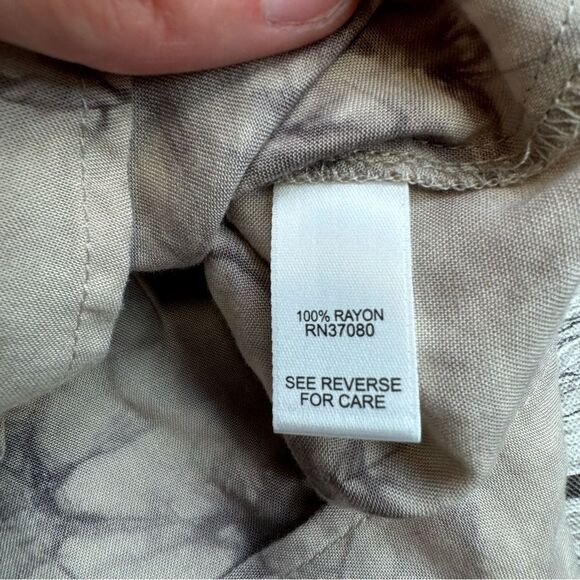 100% RAYON
RN37080
SEE REVERSE
FOR CARE